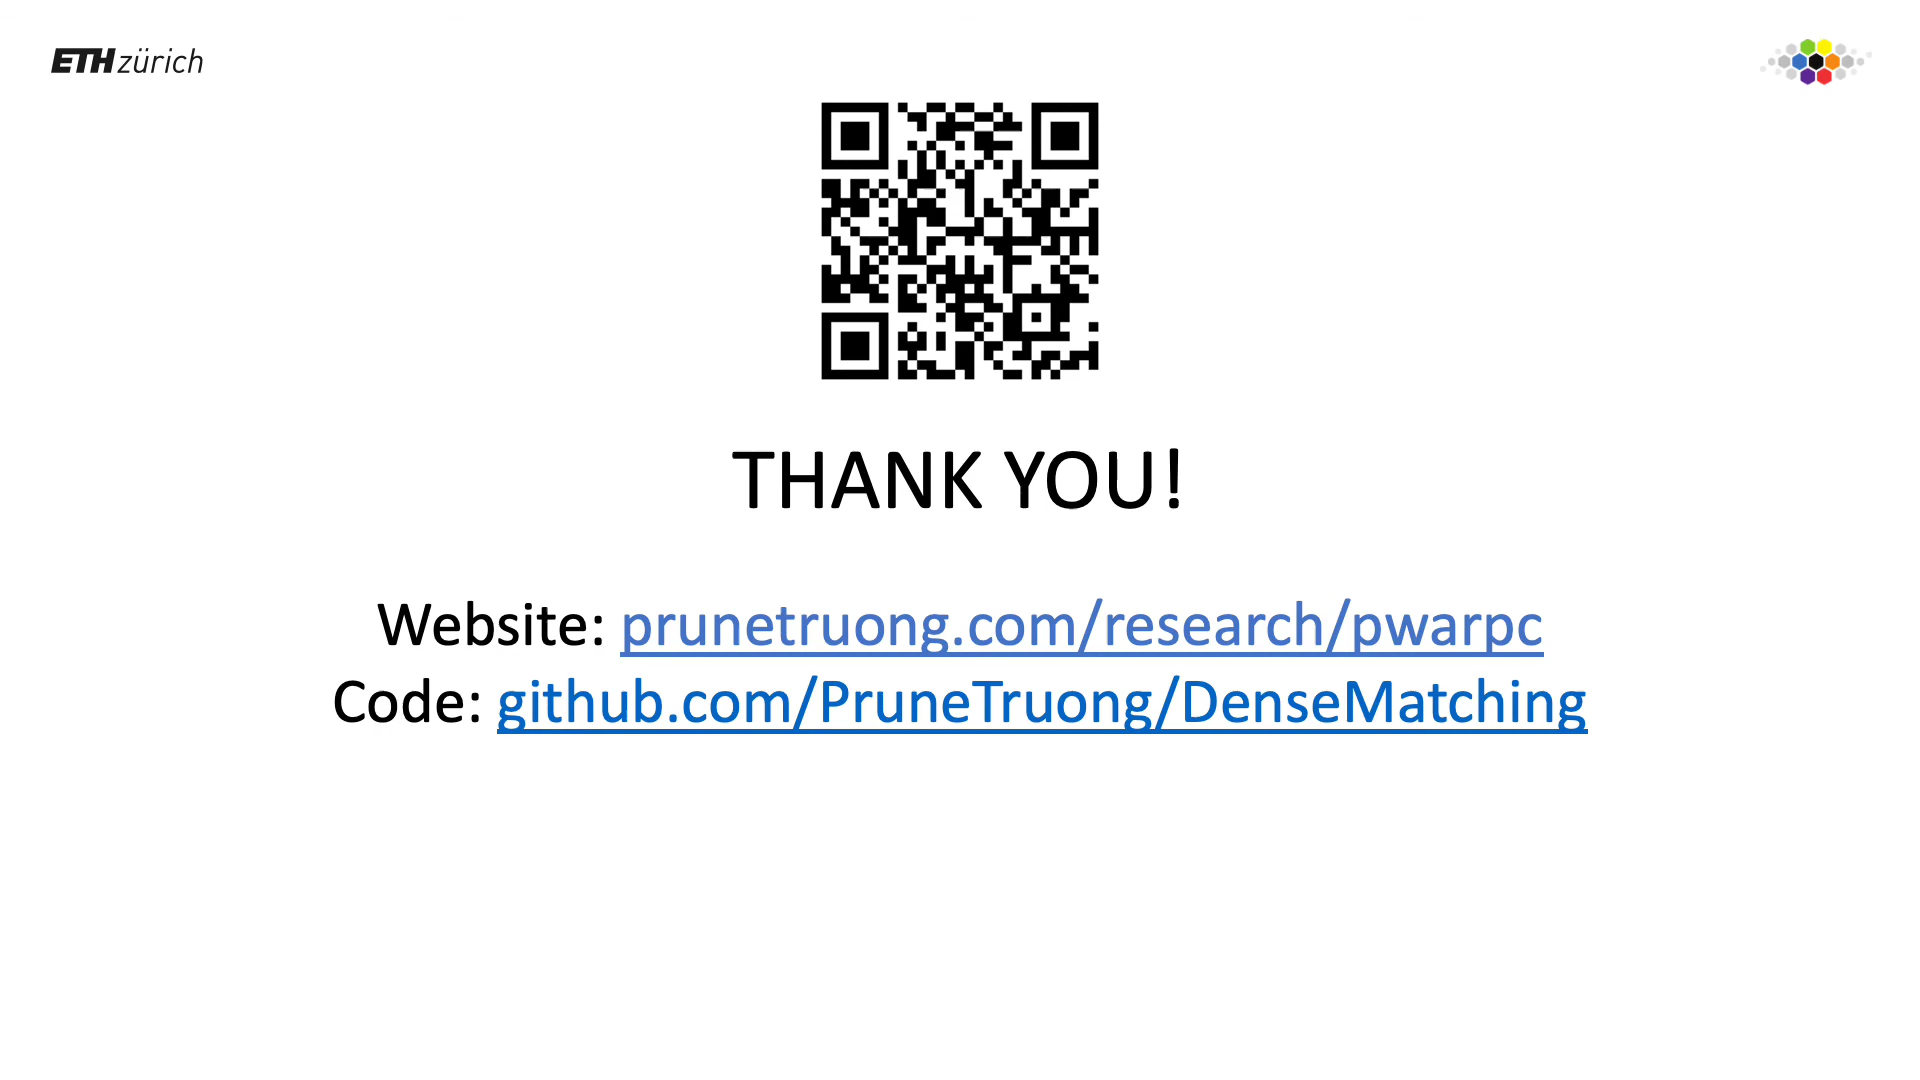 ETH zürich
THANK YOU!
Website: prunetruong.com/research/pwarpc
Code: github.com/PruneTruong/DenseMatching